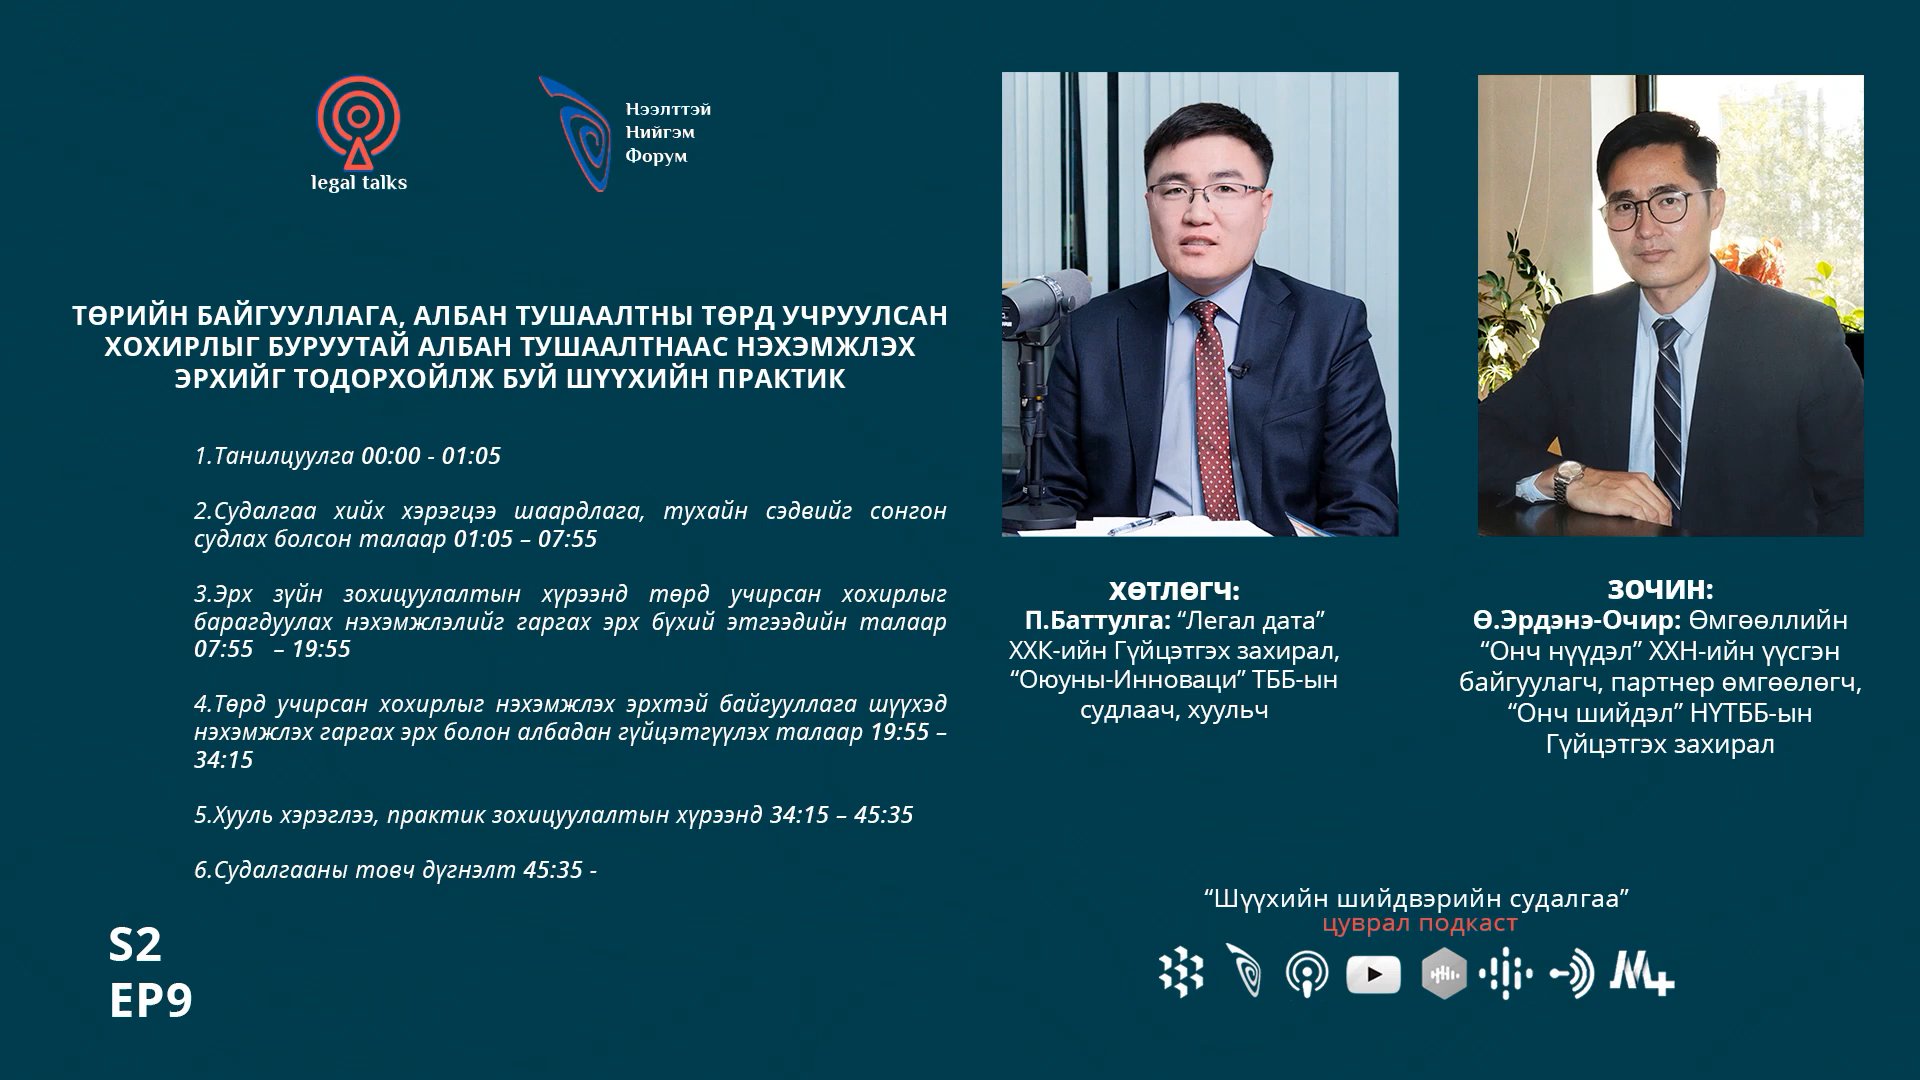 legal talks
Нээлттэй
Нийгэм
Форум
ТӨРИЙН БАЙГУУЛЛАГА, АЛБАН ТУШААЛТНЫ ТӨРД УЧРУУЛСАН
ХОХИРЛЫГ БУРУУТАЙ АЛБАН ТУШААЛТНААС НЭХЭМЖЛЭХ
ЭРХИЙГ ТОДОРХОЙЛЖ БУЙ ШҮҮХИЙН ПРАКТИК
1.Танилцуулга 00:00 - 01:05
2.Судалгаа хийх хэрэгцээ шаардлага, тухайн сэдвийг сонгон
судлах болсон талаар 01:05 – 07:55
3.Эрх зүйн зохицуулалтын хүрээнд төрд учирсан хохирлыг
барагдуулах нэхэмжлэлийг гаргах эрх бүхий этгээдийн талаар
07:55 – 19:55
4.Төрд учирсан хохирлыг нэхэмжлэх эрхтэй байгууллага шүүхэд
нэхэмжлэх гаргах эрх болон албадан гүйцэтгүүлэх талаар 19:55 –
34:15
5.Хууль хэрэглээ, практик зохицуулалтын хүрээнд 34:15 – 45:35
6.Судалгааны товч дүгнэлт 45:35 -
S2
EP9
ХӨТЛӨГЧ:
П.Баттулга: “Легал дата”
ХХК-ийн Гүйцэтгэх захирал,
“Оюуны-Инноваци” ТББ-ын
судлаач, хуульч
ЗОЧИН:
Ө.Эрдэнэ-Очир: Өмгөөллийн
“Онч нүүдэл” ХХН-ийн үүсгэн
байгуулагч, партнер өмгөөлөгч,
“Онч шийдэл” НҮТББ-ын
Гүйцэтгэх захирал
“Шүүхийн шийдвэрийн судалгаа”
цуврал подкаст
M+